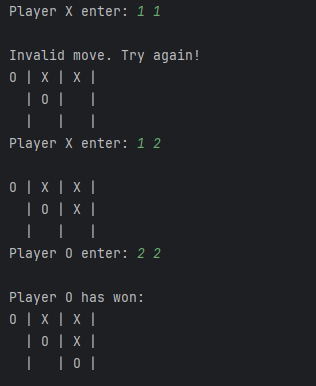 Player X enter: 1 1
Invalid move. Try again!
O | X | X |
  | O |   |
  |   |   |
Player X enter: 1 2
O | X | X |
  | O | X |
  |   |   |
Player O enter: 2 2
Player O has won:
O | X | X |
  | O | X |
  |   | O |